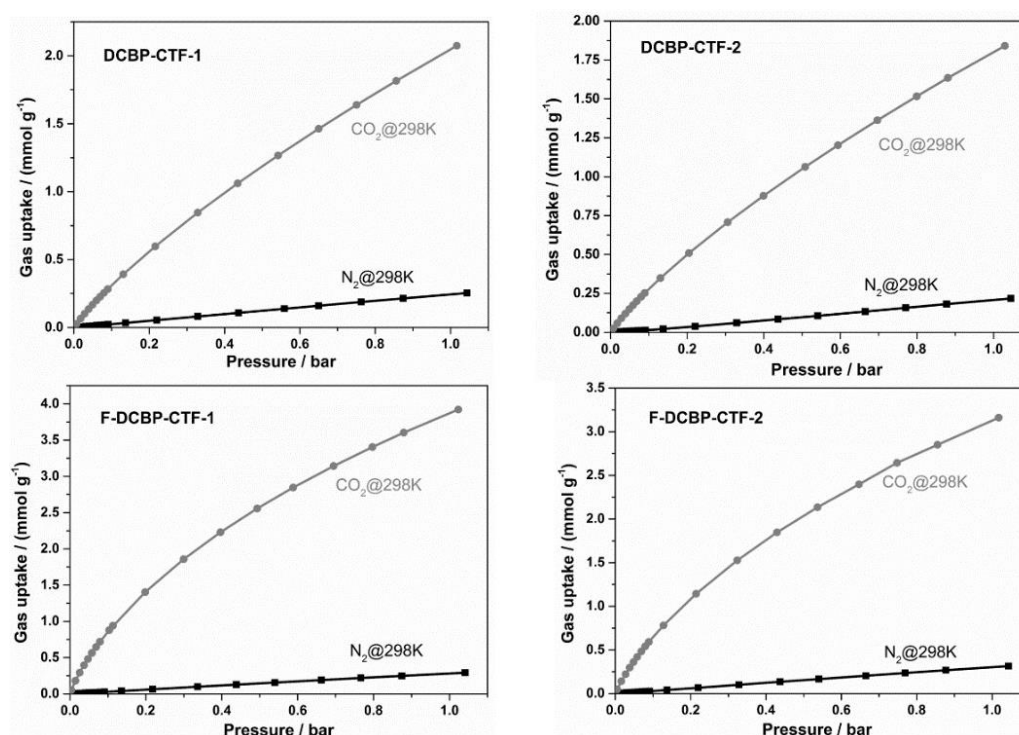 DCBP-CTF-1
Gas uptake / (mmol g⁻¹)
2.0
1.5
1.0
0.5
0.0
CO₂@298K
N₂@298K
0.0 0.2 0.4 0.6 0.8 1.0
Pressure / bar
DCBP-CTF-2
Gas uptake / (mmol g⁻¹)
2.00
1.75
1.50
1.25
1.00
0.75
0.50
0.25
0.00
CO₂@298K
N₂@298K
0.0 0.2 0.4 0.6 0.8 1.0
Pressure / bar
F-DCBP-CTF-1
Gas uptake / (mmol g⁻¹)
4.0
3.5
3.0
2.5
2.0
1.5
1.0
0.5
0.0
CO₂@298K
N₂@298K
0.0 0.2 0.4 0.6 0.8 1.0
Pressure / bar
F-DCBP-CTF-2
Gas uptake / (mmol g⁻¹)
3.5
3.0
2.5
2.0
1.5
1.0
0.5
0.0
CO₂@298K
N₂@298K
0.0 0.2 0.4 0.6 0.8 1.0
Pressure / bar